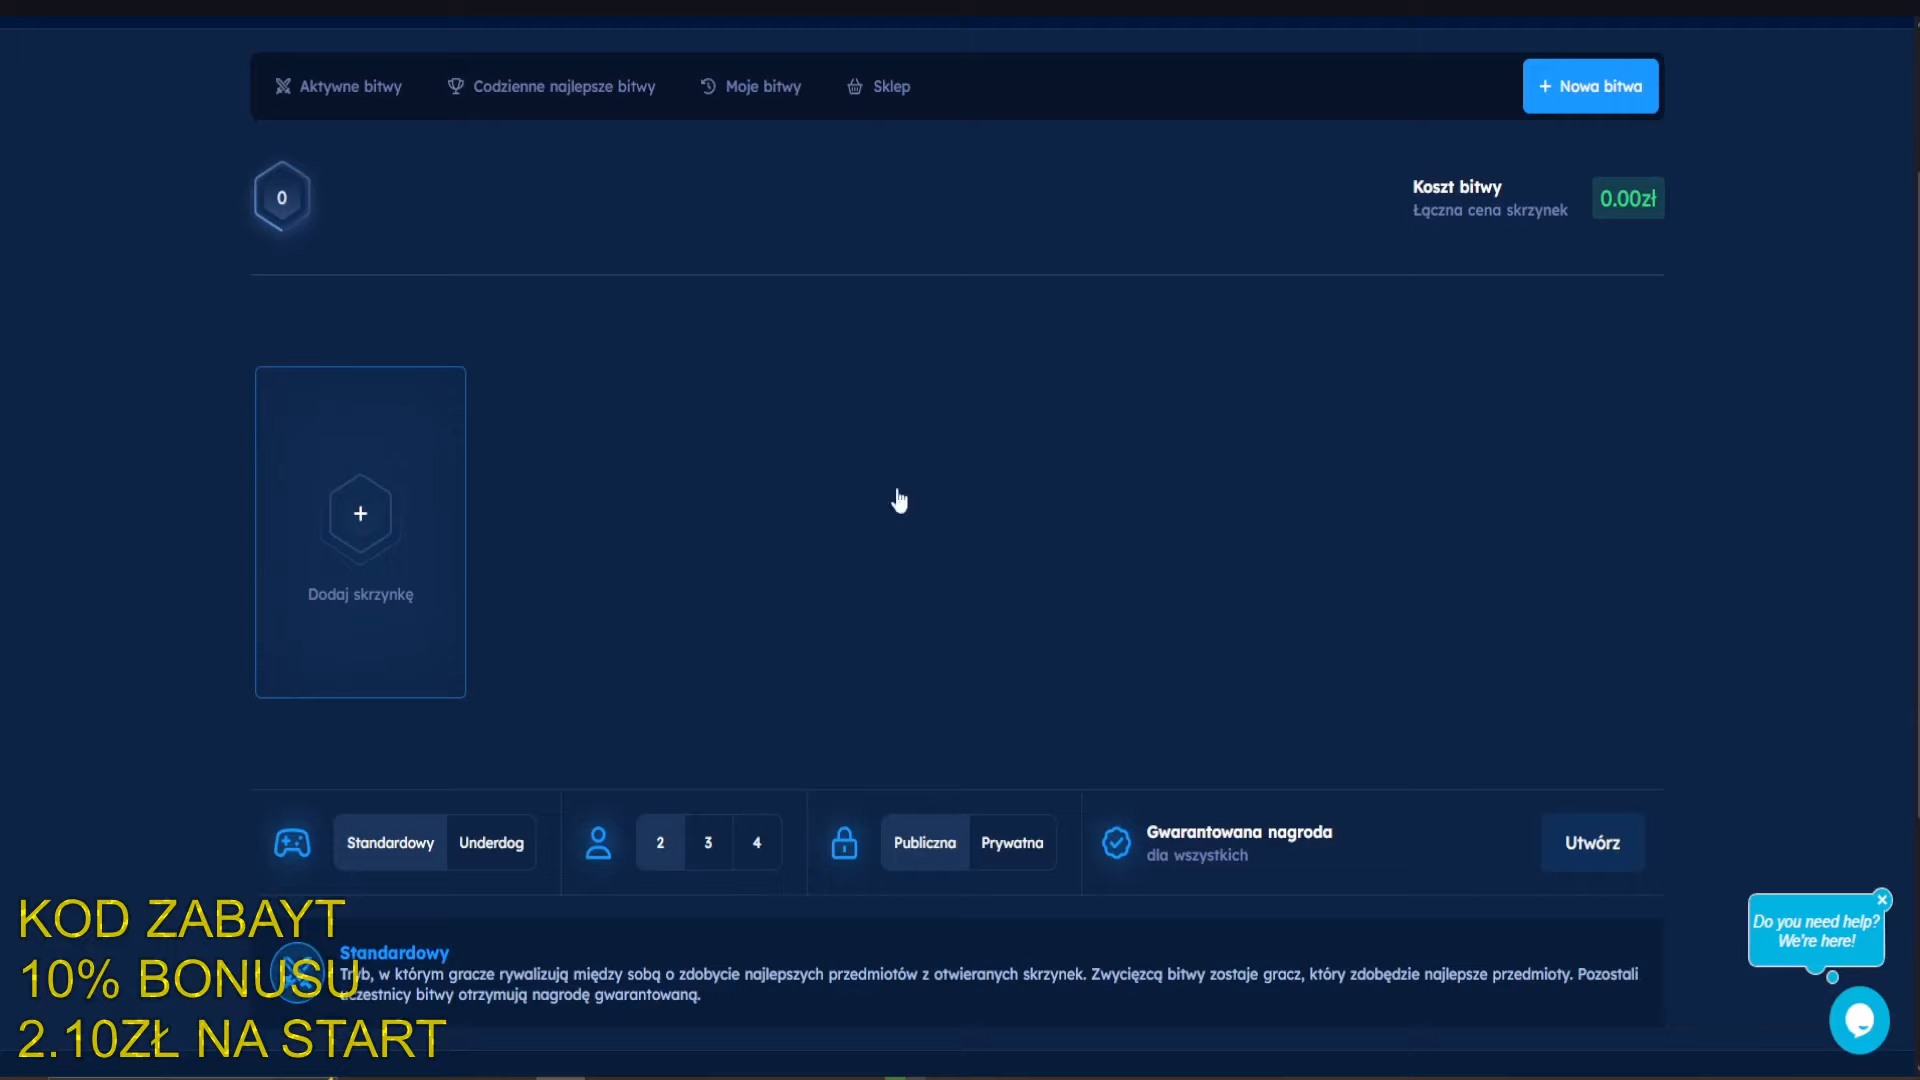 Aktywne bitwy
Codzienne najlepsze bitwy
Moje bitwy
Sklep
+ Nowa bitwa
0
Koszt bitwy
Łączna cena skrzynek
0.00zł
+
Dodaj skrzynkę
Standardowy
Underdog
2
3
4
Publiczna
Prywatna
Gwarantowana nagroda
dla wszystkich
Utwórz
Do you need help?
We're here!
Standardowy
Tryb, w którym gracze rywalizują między sobą o zdobycie najlepszych przedmiotów z otwieranych skrzynek. Zwycięzcą bitwy zostaje gracz, który zdobędzie najlepsze przedmioty. Pozostali
uczestnicy bitwy otrzymują nagrodę gwarantowaną.
KOD ZABAYT
10% BONUSU
2.10ZŁ NA START